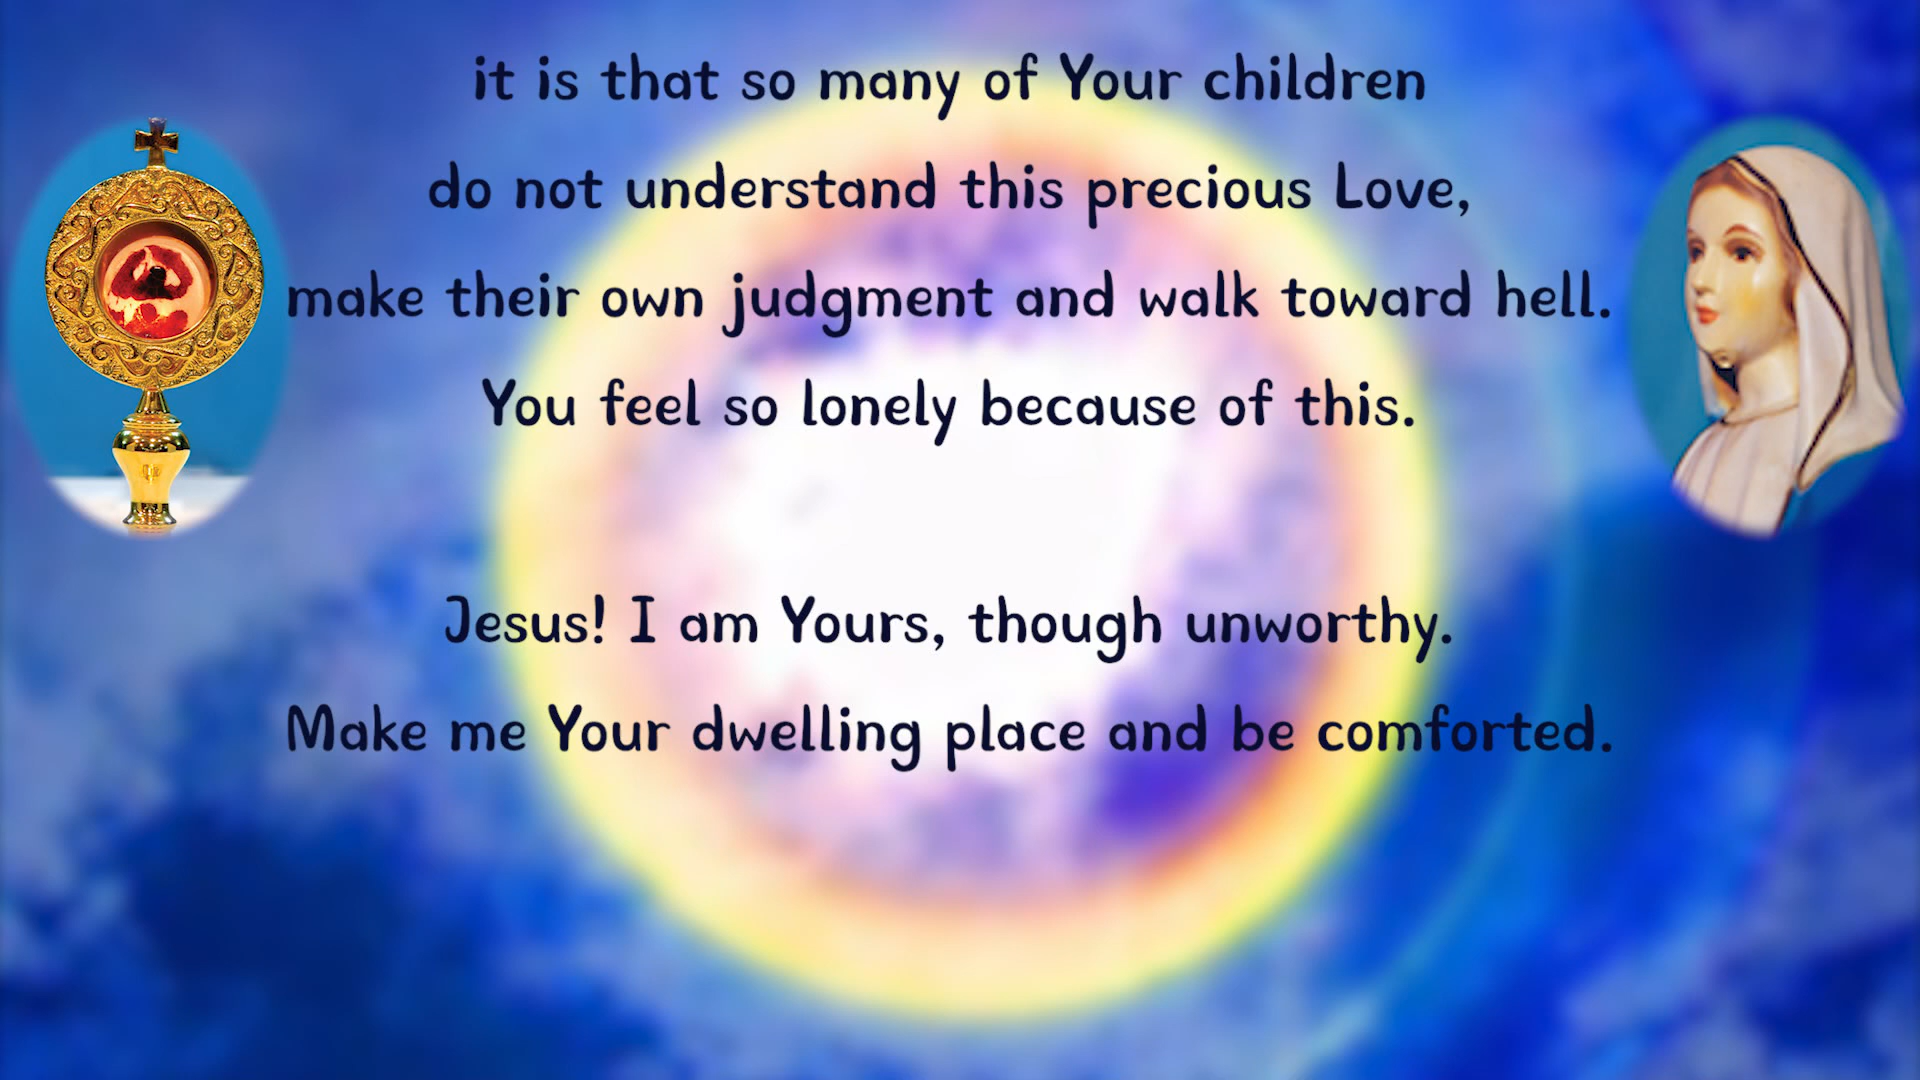 it is that so many of Your children
do not understand this precious Love,
make their own judgment and walk toward hell.
You feel so lonely because of this.
Jesus! I am Yours, though unworthy.
Make me Your dwelling place and be comforted.